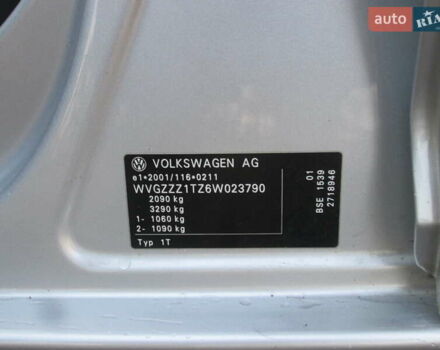 auto RIA
VOLKSWAGEN AG
e1*2001/116*0211
WVGZZZ1TZ6W023790
2090 kg
3290 kg
1- 1060 kg
2- 1090 kg
Typ 1T
01
BSE 1539
2718946